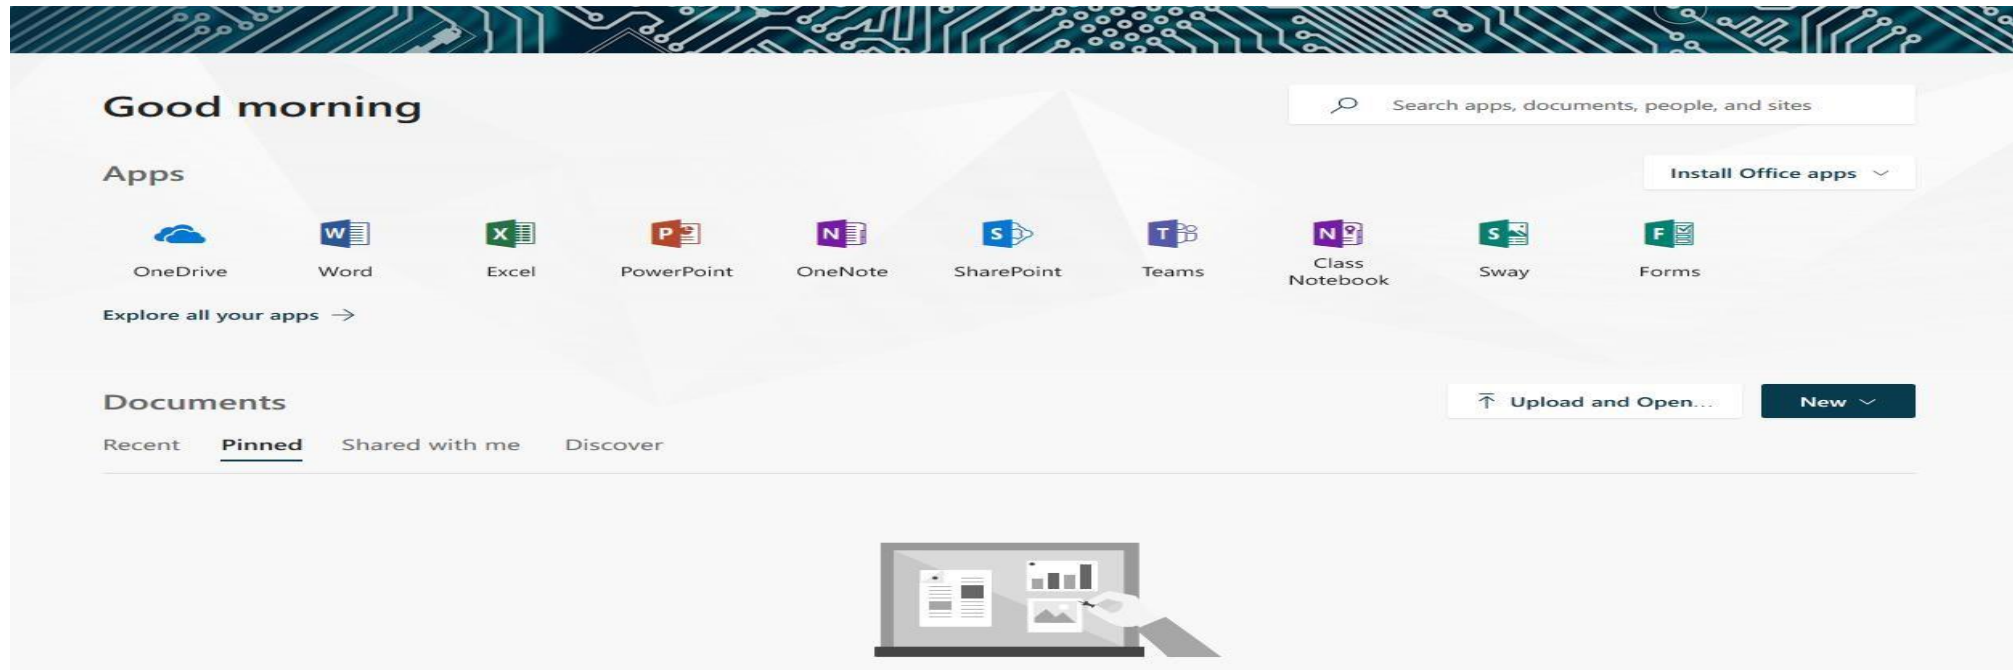 Good morning
Search apps, documents, people, and sites
Apps
Install Office apps
W
X
P
N
S
T
N
S
F
OneDrive
Word
Excel
PowerPoint
OneNote
SharePoint
Teams
Class
Notebook
Sway
Forms
Explore all your apps →
Documents
Upload and Open...
New
Recent
Pinned
Shared with me
Discover